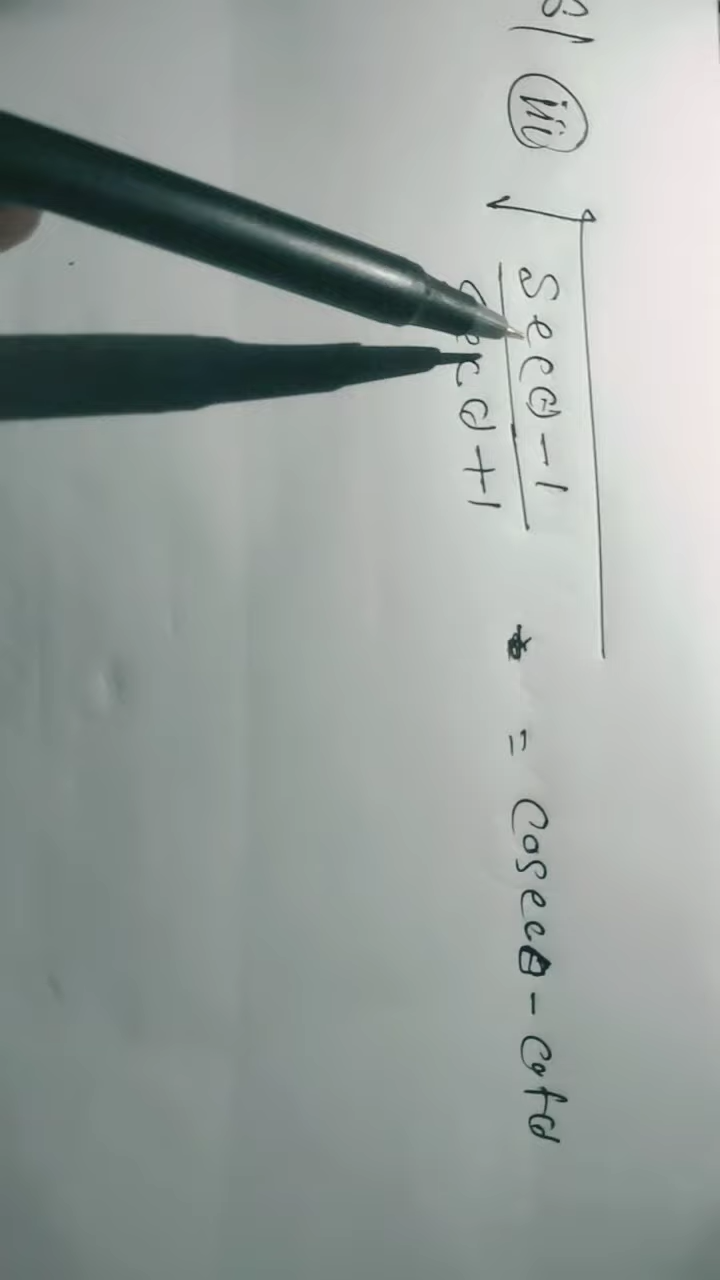 (iii) √ secθ-1 / secθ+1 = Cosecθ - Cotθ